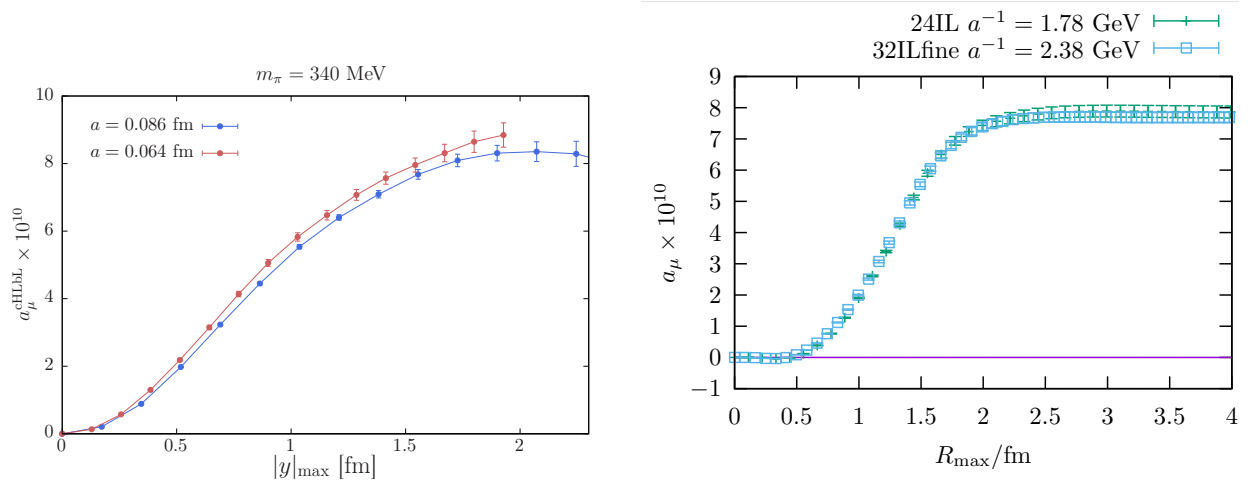 m_π = 340 MeV
a = 0.086 fm
a = 0.064 fm
a_μ^cHLbL × 10^10
10
8
6
4
2
0
0 0.5 1 1.5 2
|y|_max [fm]
24IL a^−1 = 1.78 GeV
32ILfine a^−1 = 2.38 GeV
a_μ × 10^10
9
8
7
6
5
4
3
2
1
0
−1
0 0.5 1 1.5 2 2.5 3 3.5 4
R_max/fm